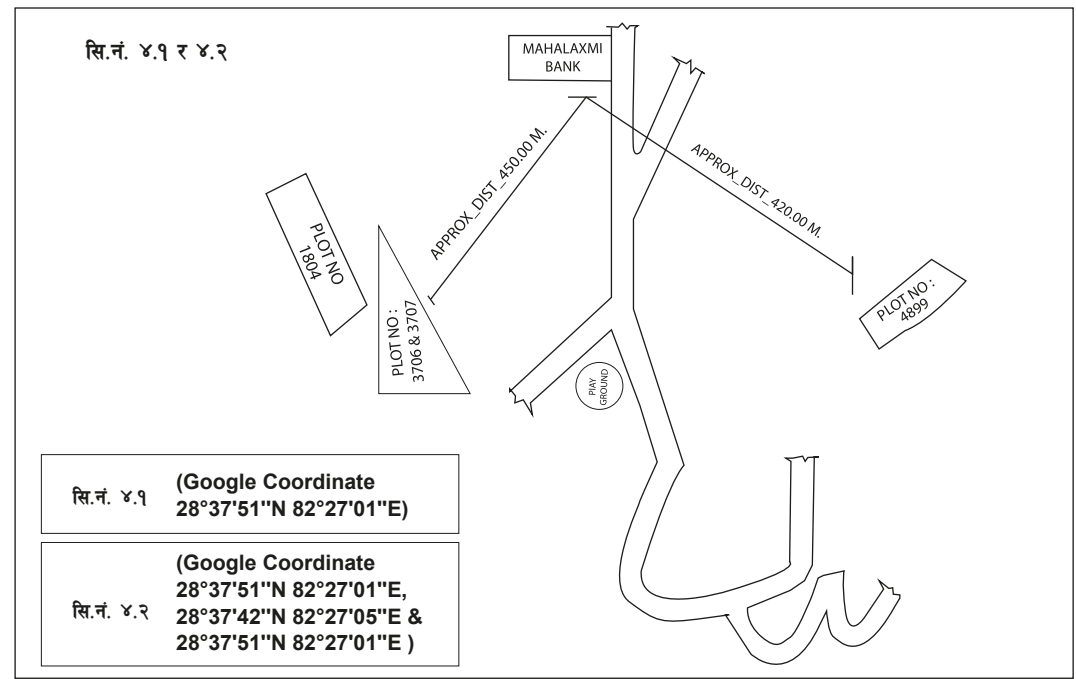 सि.नं. ४.१ र ४.२
MAHALAXMI
BANK
APPROX_DIST_450.00 M.
APPROX_DIST_420.00 M.
PLOT NO
1804
PLOT NO :
3706 & 3707
PLOT NO :
4899
PlAY
GROUND
सि.नं. ४.१
(Google Coordinate
28°37'51"N 82°27'01"E)
सि.नं. ४.२
(Google Coordinate
28°37'51"N 82°27'01"E,
28°37'42"N 82°27'05"E &
28°37'51"N 82°27'01"E )